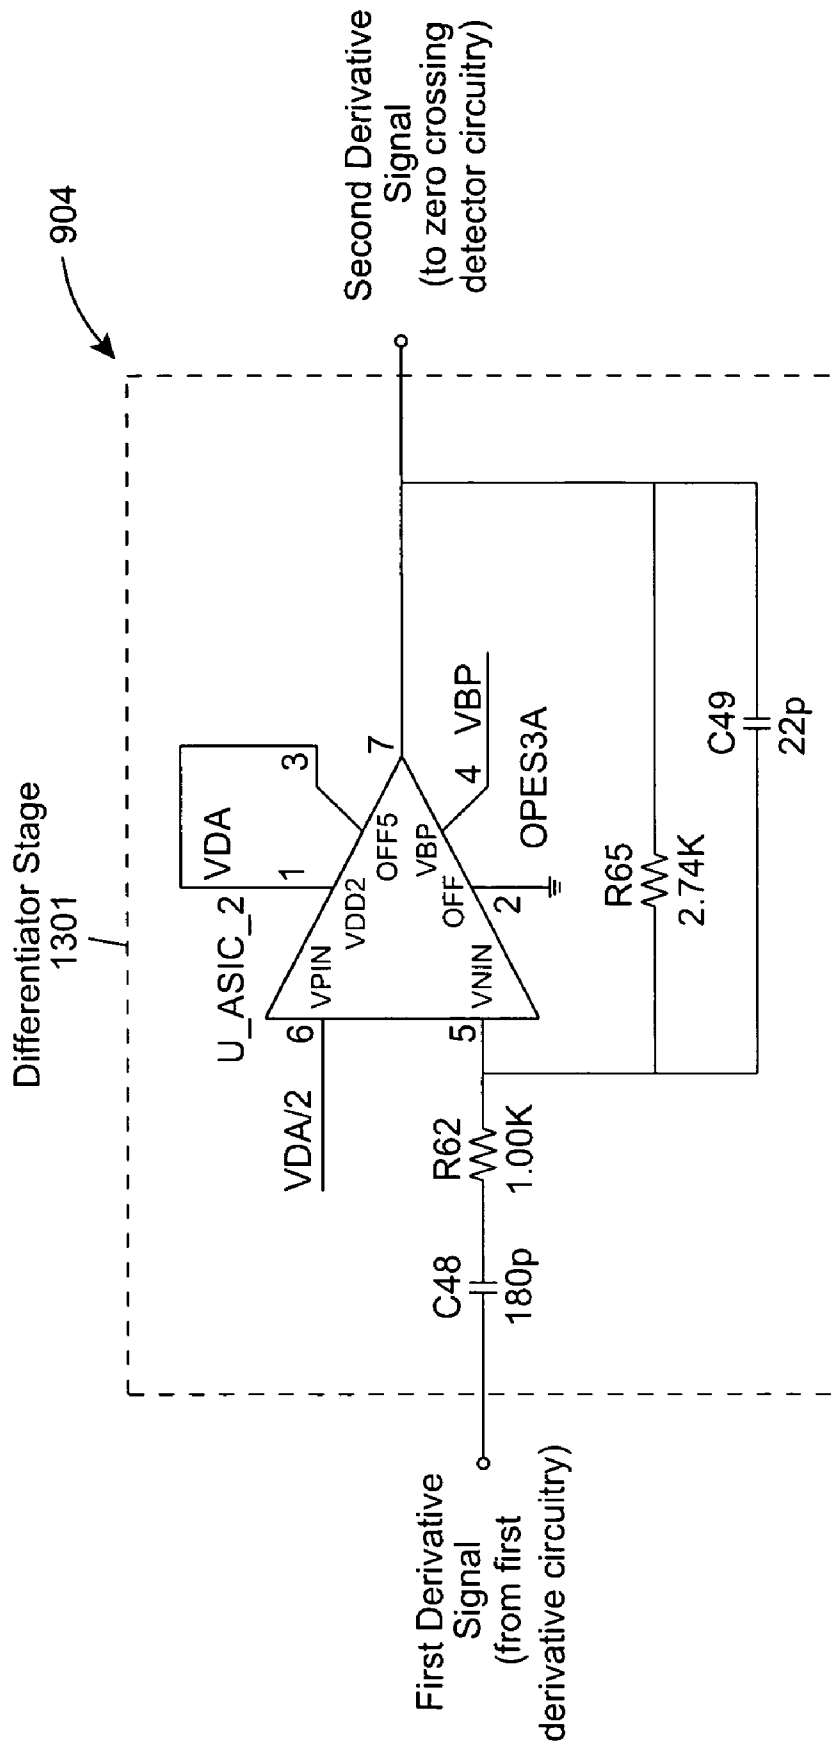 Differentiator Stage
1301
904
U_ASIC_2
VDA
1
3
VDA/2
6
VPIN
VDD2
OFF5
7
VNIN
OFF
VBP
5
2
4
VBP
OPES3A
First Derivative
Signal
(from first
derivative circuitry)
C48
180p
R62
1.00K
R65
2.74K
C49
22p
Second Derivative
Signal
(to zero crossing
detector circuitry)